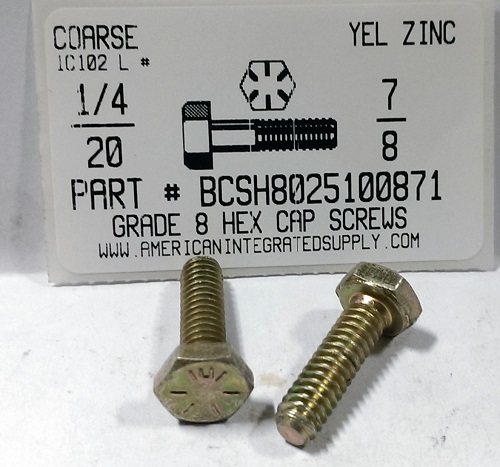 COARSE YEL ZINC
1C102 L #
1/4 7
20 8
PART # BCSH8025100871
GRADE 8 HEX CAP SCREWS
WWW.AMERICANINTEGRATEDSUPPLY.COM